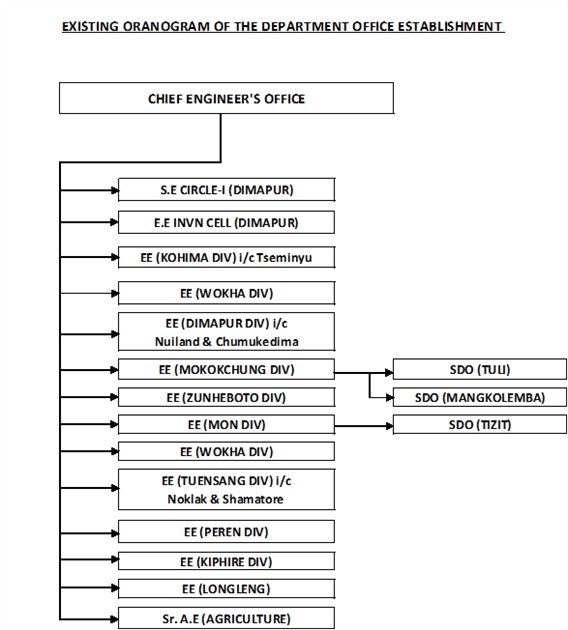 EXISTING ORANOGRAM OF THE DEPARTMENT OFFICE ESTABLISHMENT
CHIEF ENGINEER'S OFFICE
S.E CIRCLE-I (DIMAPUR)
E.E INVN CELL (DIMAPUR)
EE (KOHIMA DIV) i/c Tseminyu
EE (WOKHA DIV)
EE (DIMAPUR DIV) i/c
Nuiland & Chumukedima
EE (MOKOKCHUNG DIV)
SDO (TULI)
EE (ZUNHEBOTO DIV)
SDO (MANGKOLEMBA)
EE (MON DIV)
SDO (TIZIT)
EE (WOKHA DIV)
EE (TUENSANG DIV) i/c
Noklak & Shamatore
EE (PEREN DIV)
EE (KIPHIRE DIV)
EE (LONGLENG)
Sr. A.E (AGRICULTURE)